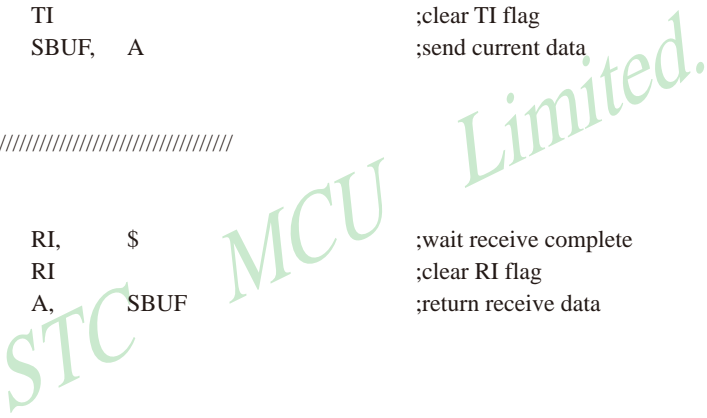 TI ;clear TI flag
SBUF, A ;send current data
///////////////////////////////////
RI, $ ;wait receive complete
RI ;clear RI flag
A, SBUF ;return receive data
STC MCU Limited.